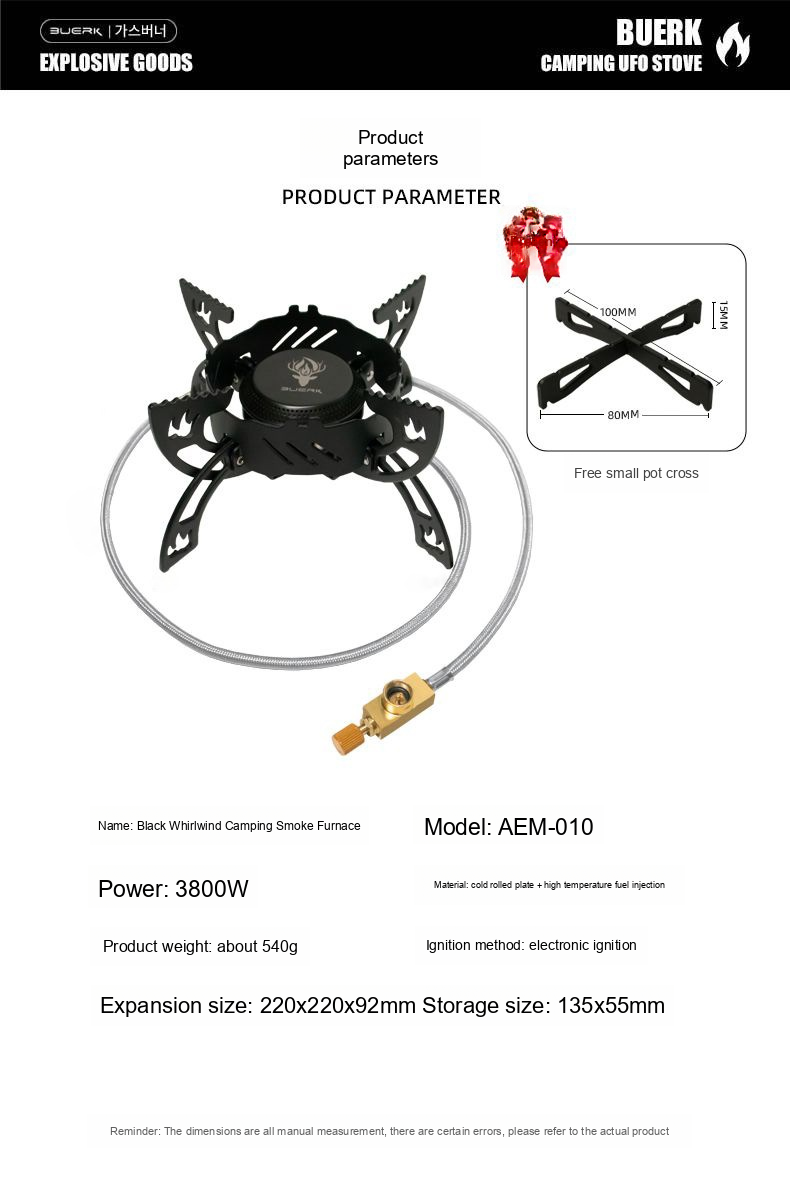 BUERK | 가스버너
EXPLOSIVE GOODS
BUERK
CAMPING UFO STOVE
Product
parameters
PRODUCT PARAMETER
100MM
15MM
80MM
BUERK
Free small pot cross
Name: Black Whirlwind Camping Smoke Furnace
Model: AEM-010
Power: 3800W
Material: cold rolled plate + high temperature fuel injection
Product weight: about 540g
Ignition method: electronic ignition
Expansion size: 220x220x92mm Storage size: 135x55mm
Reminder: The dimensions are all manual measurement, there are certain errors, please refer to the actual product